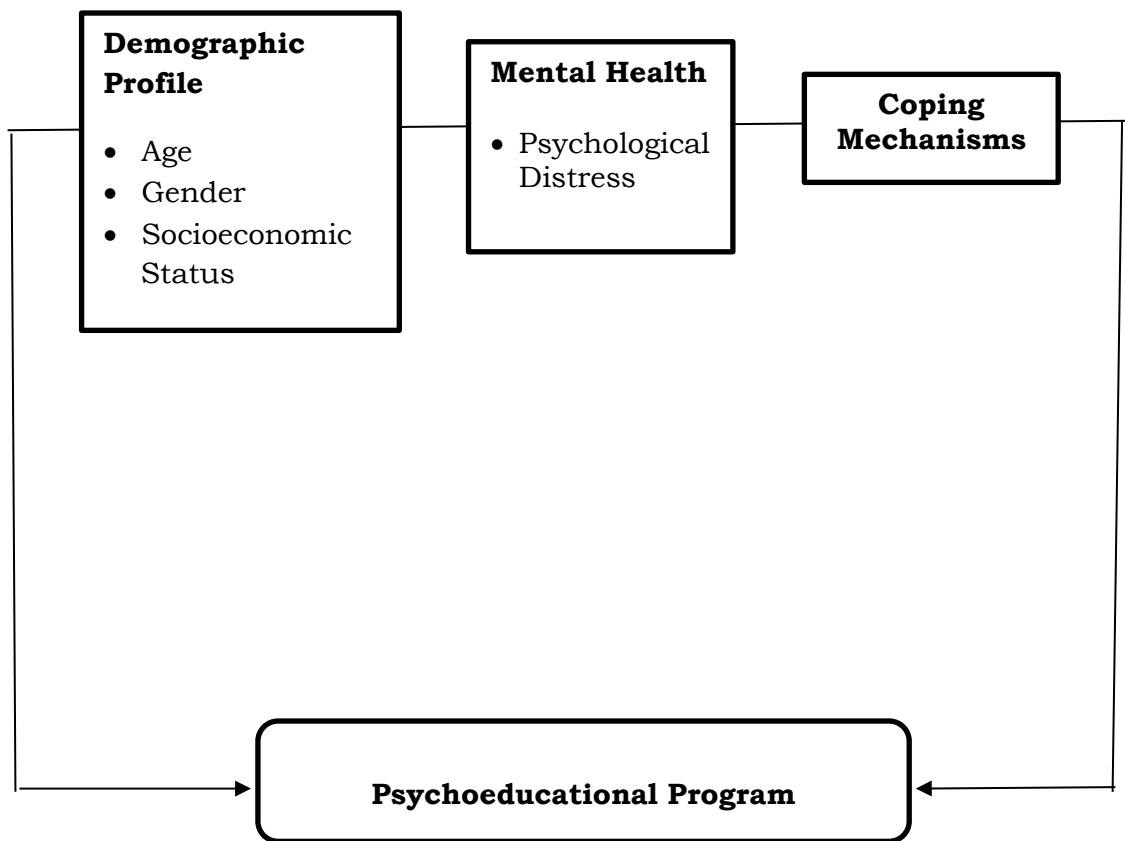 Demographic
Profile
• Age
• Gender
• Socioeconomic
Status
Mental Health
• Psychological
Distress
Coping
Mechanisms
Psychoeducational Program